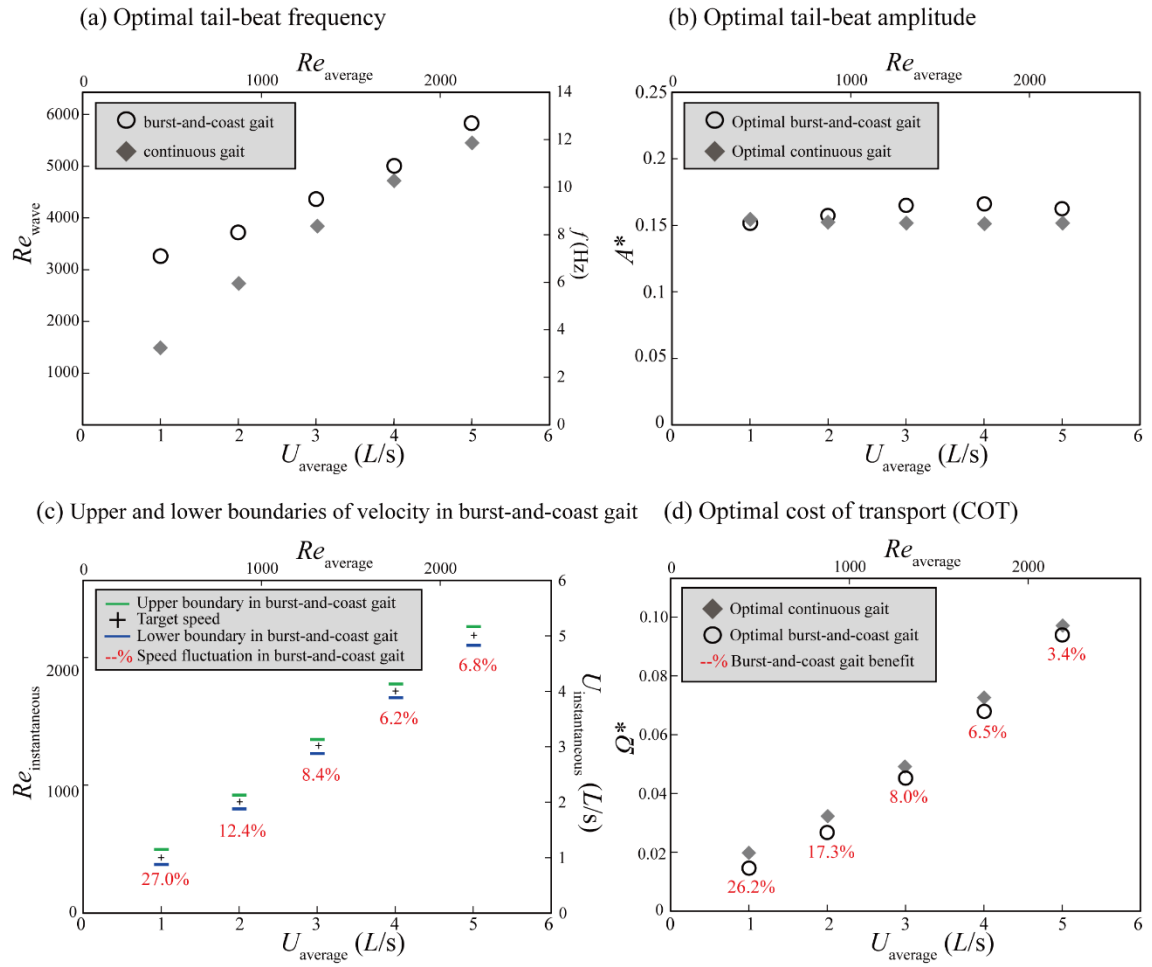 (a) Optimal tail-beat frequency
Re_average
0 1000 2000
burst-and-coast gait
continuous gait
Re_wave
6000
5000
4000
3000
2000
1000
f (Hz)
14
12
10
8
6
4
2
0
0 1 2 3 4 5 6
U_average (L/s)
(b) Optimal tail-beat amplitude
Re_average
0 1000 2000
Optimal burst-and-coast gait
Optimal continuous gait
A*
0.25
0.2
0.15
0.1
0.05
0
0 1 2 3 4 5 6
U_average (L/s)
(c) Upper and lower boundaries of velocity in burst-and-coast gait
Re_average
0 1000 2000
Upper boundary in burst-and-coast gait
Target speed
Lower boundary in burst-and-coast gait
--% Speed fluctuation in burst-and-coast gait
Re_instantaneous
2000
1000
0
U_instantaneous (L/s)
6
5
4
3
2
1
0
27.0%
12.4%
8.4%
6.2%
6.8%
0 1 2 3 4 5 6
U_average (L/s)
(d) Optimal cost of transport (COT)
Re_average
0 1000 2000
Optimal continuous gait
Optimal burst-and-coast gait
--% Burst-and-coast gait benefit
Ω*
0.10
0.08
0.06
0.04
0.02
0
26.2%
17.3%
8.0%
6.5%
3.4%
0 1 2 3 4 5 6
U_average (L/s)